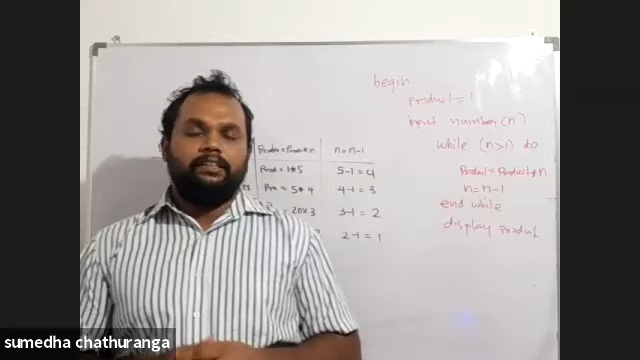 begin
product = 1
input number (n)
while (n>1) do
Product = Product * n
n = n-1
end while
display product
Product = Product * n
n = n-1
Prod = 1*5
5-1 = 4
Pro = 5* 4
4-1 = 3
= 20x3
3-1 = 2
2-1 = 1
sumedha chathuranga